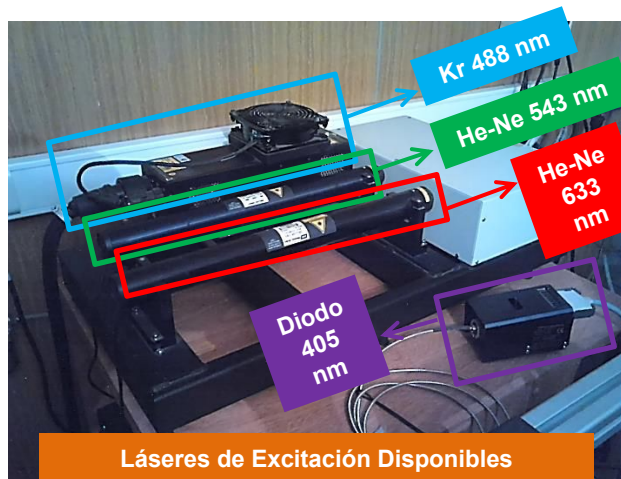 Kr 488 nm
He-Ne 543 nm
He-Ne
633
nm
Diodo
405
nm
Láseres de Excitación Disponibles